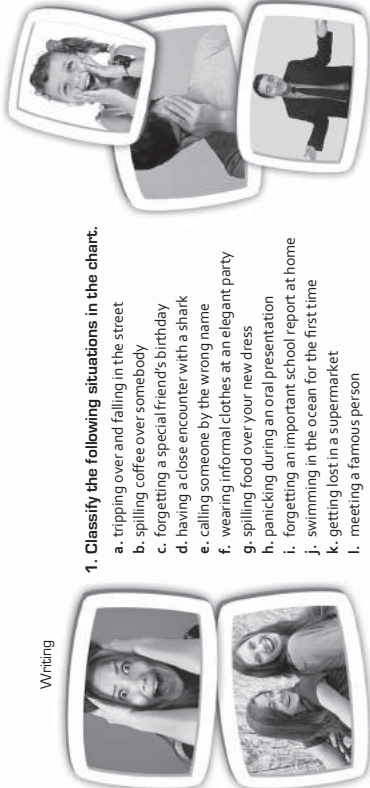 Writing
1. Classify the following situations in the chart.
a. tripping over and falling in the street
b. spilling coffee over somebody
c. forgetting a special friend's birthday
d. having a close encounter with a shark
e. calling someone by the wrong name
f. wearing informal clothes at an elegant party
g. spilling food over your new dress
h. panicking during an oral presentation
i. forgetting an important school report at home
j. swimming in the ocean for the first time
k. getting lost in a supermarket
l. meeting a famous person